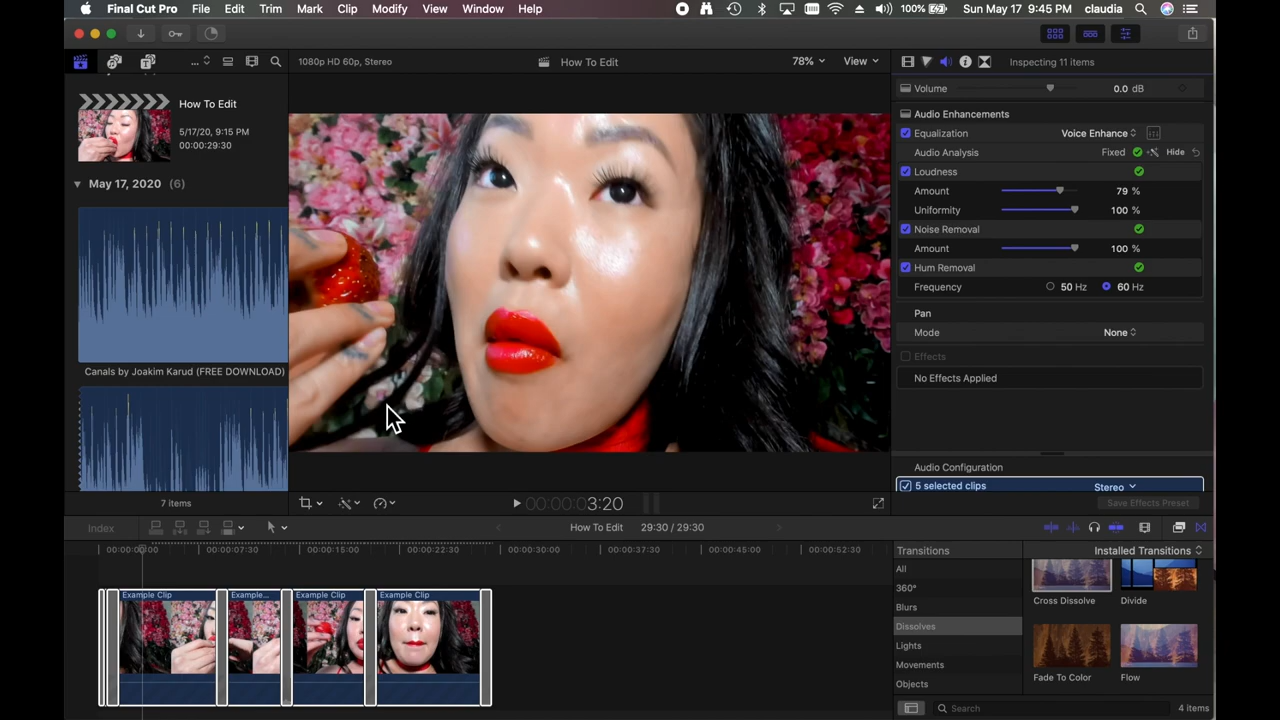 Final Cut Pro File Edit Trim Mark Clip Modify View Window Help 100% Sun May 17 9:45 PM claudia
... 1080p HD 60p, Stereo How To Edit 78% View Inspecting 11 items
How To Edit
5/17/20, 9:15 PM
00:00:29:30
May 17, 2020 (6)
Canals by Joakim Karud (FREE DOWNLOAD)
7 items
00:00:00:03:20
Volume 0.0 dB
Audio Enhancements
Equalization Voice Enhance
Audio Analysis Fixed Hide
Loudness
Amount 79 %
Uniformity 100 %
Noise Removal
Amount 100 %
Hum Removal
Frequency 50 Hz 60 Hz
Pan
Mode None
Effects
No Effects Applied
Audio Configuration
5 selected clips Stereo
Save Effects Preset
Index How To Edit 29:30 / 29:30
00:00:00:00 00:00:07:30 00:00:15:00 00:00:22:30 00:00:30:00 00:00:37:30 00:00:45:00 00:00:52:30
Example Clip Example... Example Clip Example Clip
Transitions Installed Transitions
All
360°
Blurs
Dissolves
Lights
Movements
Objects
Cross Dissolve Divide
Fade To Color Flow
Search 4 items